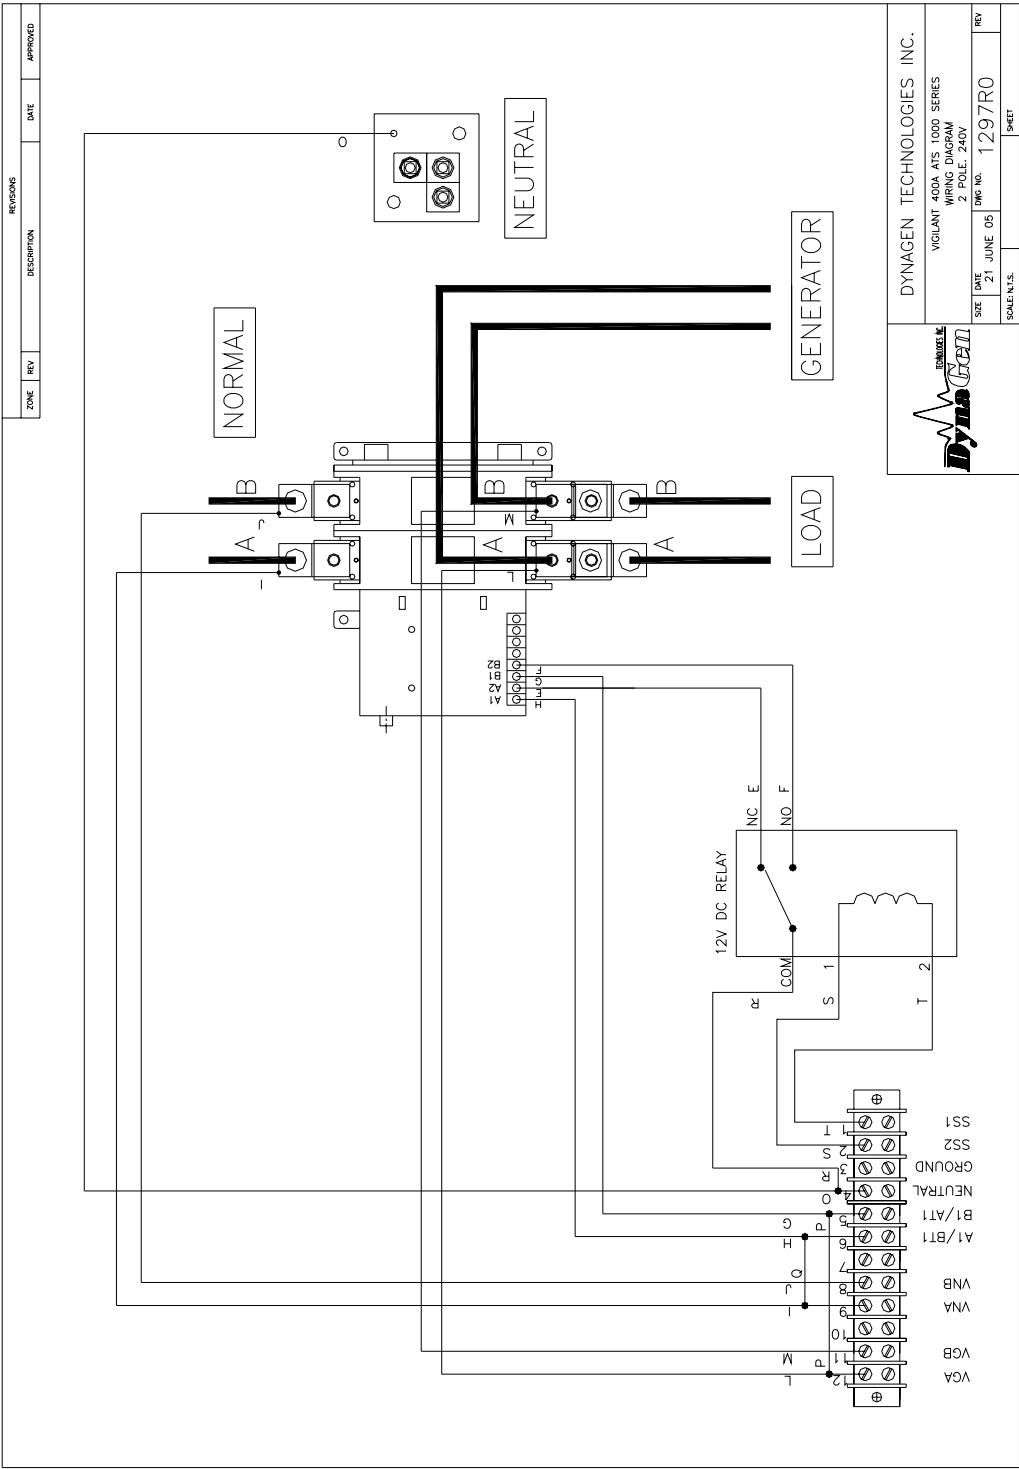 REVISIONS
ZONE REV DESCRIPTION DATE APPROVED
O
NEUTRAL
NORMAL
GENERATOR
LOAD
B
J
A
I
B
M
A
L
B
A
B2
B1
A2
A1
F
G
E
H
NC E
NO F
12V DC RELAY
COM
R
S 1
T 2
T 1 SS1
S 2 SS2
R 3 GROUND
O 4 NEUTRAL
G P 5 B1/AT1
H 6 A1/BT1
Q 7
J 8 VNB
I 9 VNA
10
M 11 VGB
L P 12 VGA
DYNAGEN TECHNOLOGIES INC.
VIGILANT 400A ATS 1000 SERIES
WIRING DIAGRAM
2 POLE. 240V
SIZE DATE 21 JUNE 05 DWG NO. 1297R0 REV
SCALE: N.T.S. SHEET
DynaGen
TECHNOLOGIES INC.